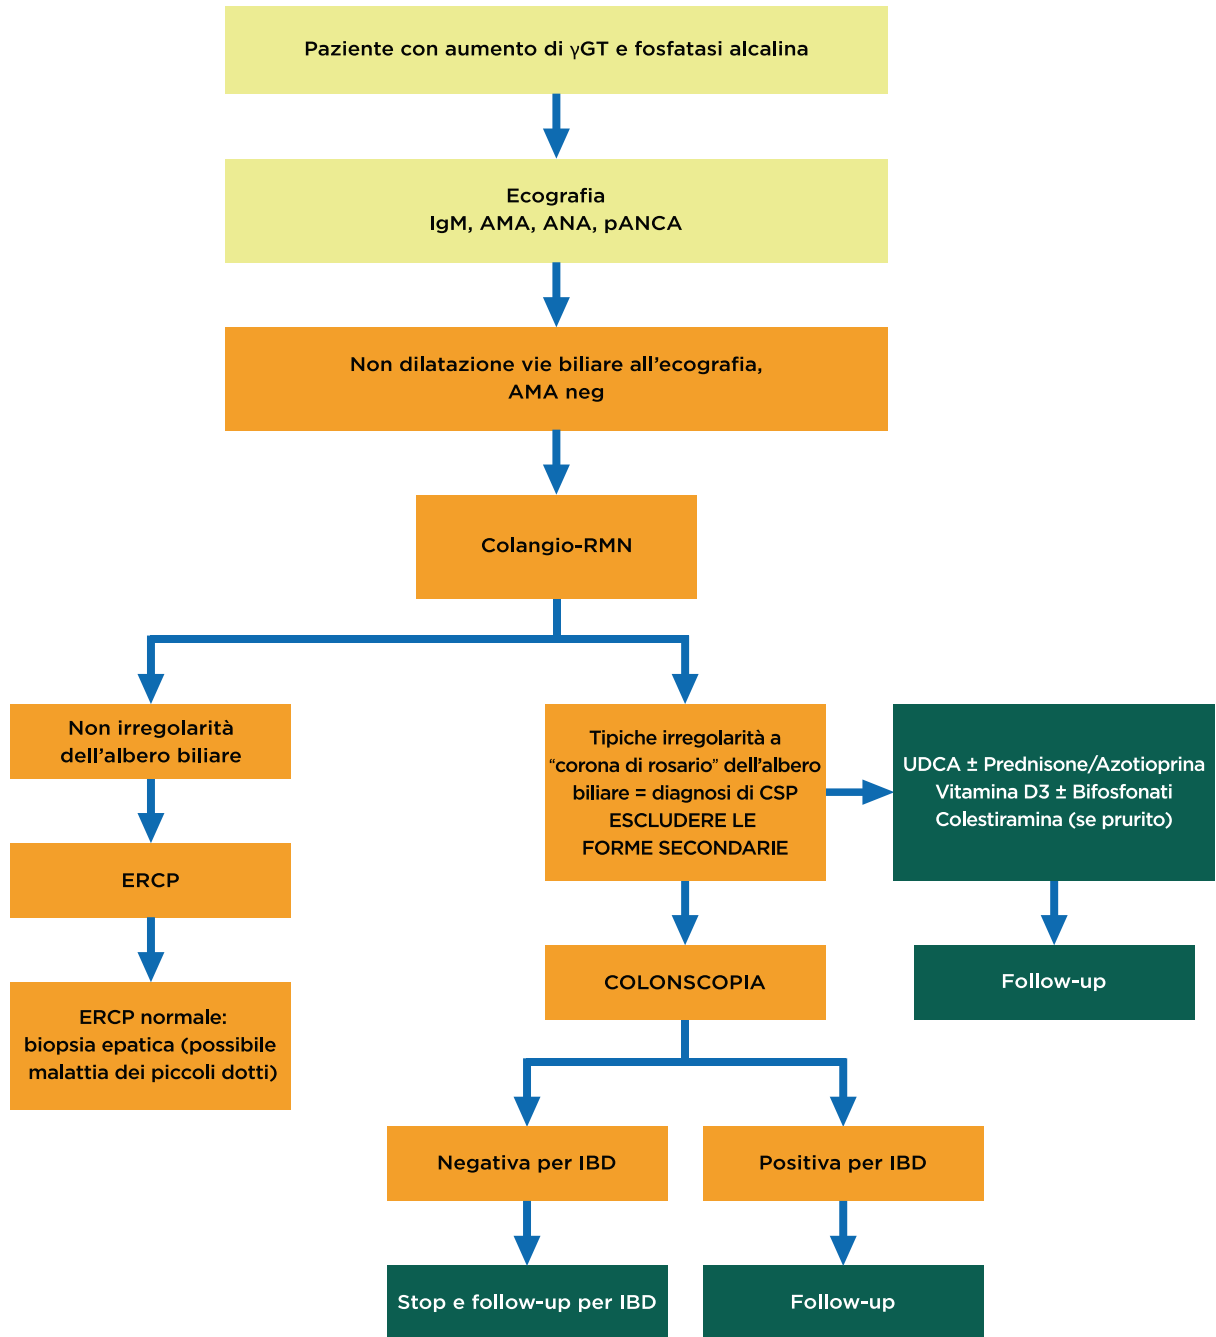 Paziente con aumento di γGT e fosfatasi alcalina
Ecografia
IgM, AMA, ANA, pANCA
Non dilatazione vie biliare all'ecografia,
AMA neg
Colangio-RMN
Non irregolarità
dell'albero biliare
ERCP
ERCP normale:
biopsia epatica (possibile
malattia dei piccoli dotti)
Tipiche irregolarità a
“corona di rosario” dell'albero
biliare = diagnosi di CSP
ESCLUDERE LE
FORME SECONDARIE
UDCA ± Prednisone/Azotioprina
Vitamina D3 ± Bifosfonati
Colestiramina (se prurito)
Follow-up
COLONSCOPIA
Negativa per IBD
Positiva per IBD
Stop e follow-up per IBD
Follow-up